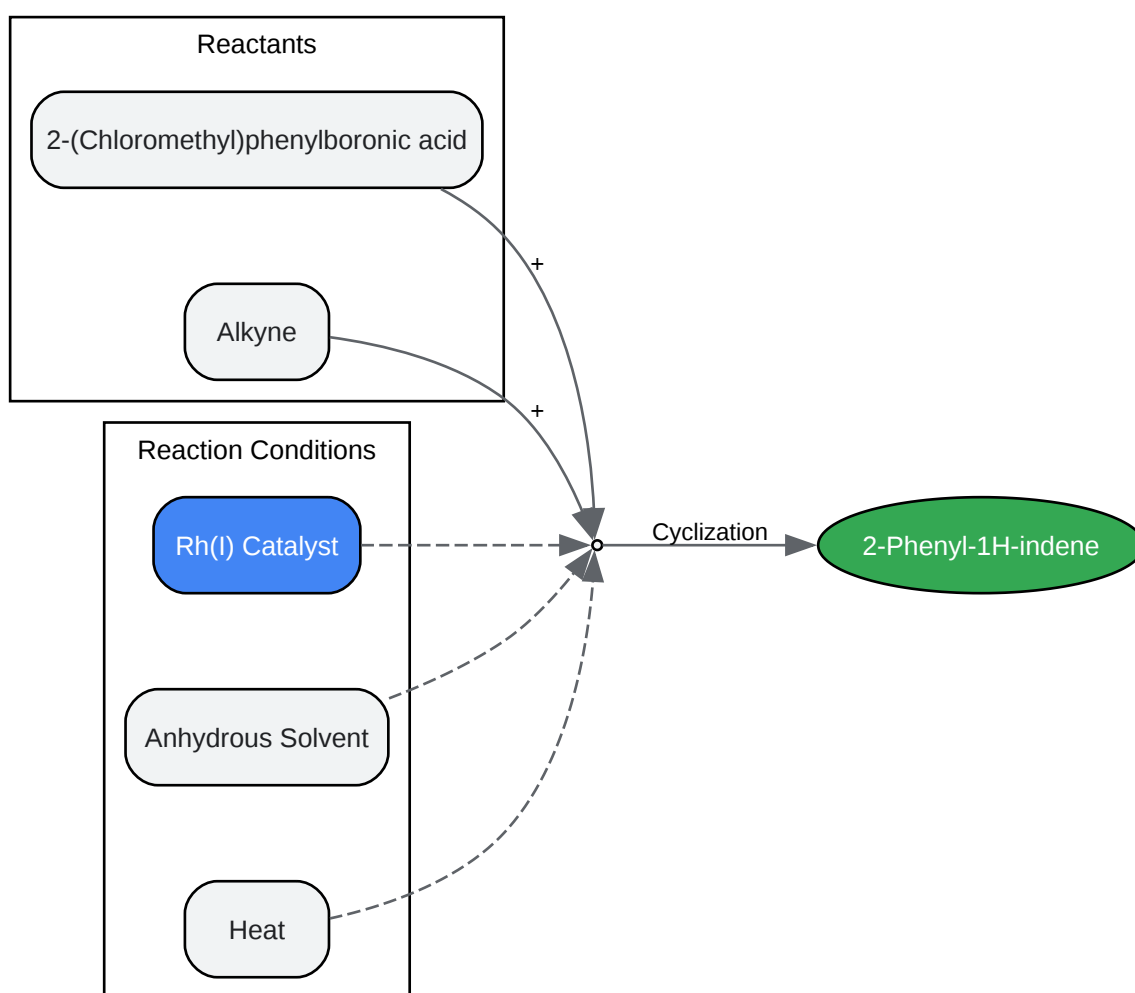 Reactants
2-(Chloromethyl)phenylboronic acid
+
Alkyne
+
Reaction Conditions
Rh(I) Catalyst
Cyclization
2-Phenyl-1H-indene
Anhydrous Solvent
Heat